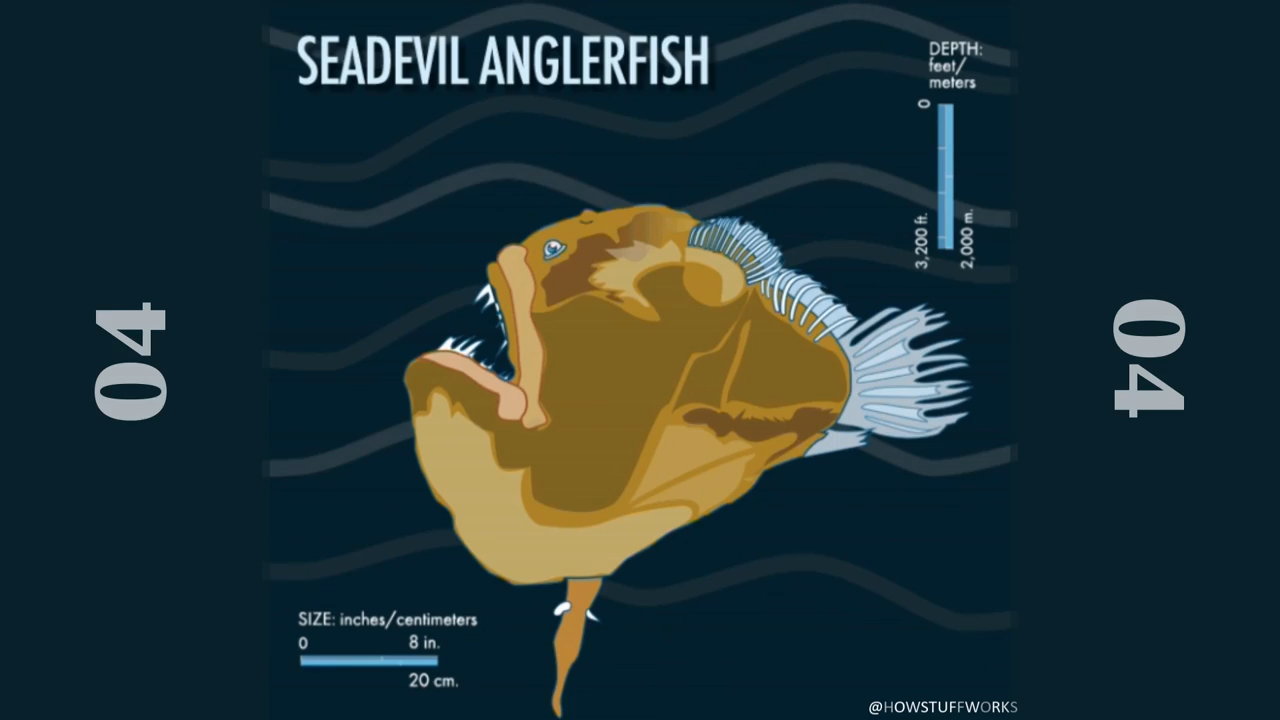 SEADEVIL ANGLERFISH
DEPTH:
feet/
meters
0
3,200 ft.
2,000 m.
04
04
SIZE: inches/centimeters
0 8 in.
20 cm.
@HOWSTUFFWORKS